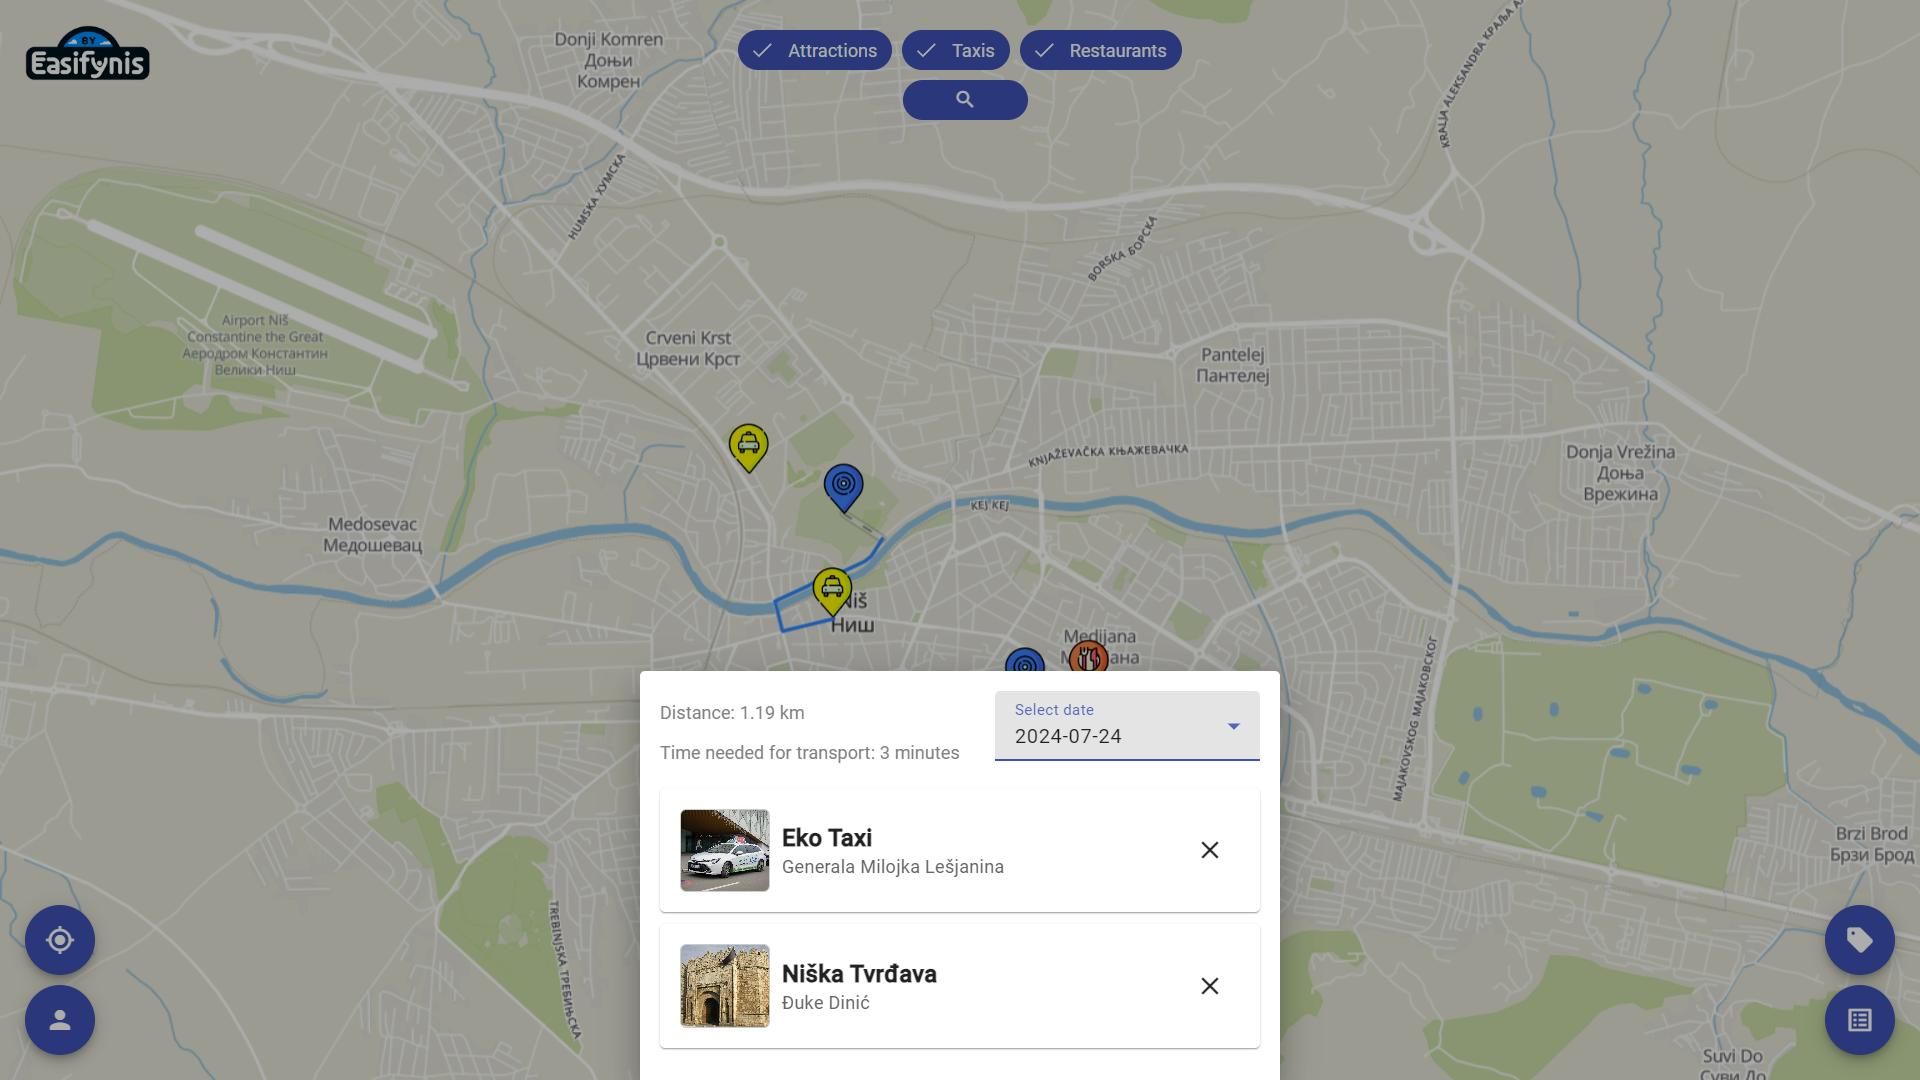 BY
Easifynis
Attractions
Taxis
Restaurants
Donji Komren
Доњи
Комрен
HUMSKA ХУМСКА
KRALJA ALEKSANDRA КРАЉА
BORSKA БОРСКА
Airport Niš
Constantine the Great
Аеродром Константин
Велики Ниш
Crveni Krst
Црвени Крст
Pantelej
Пантелеј
KNJAŽEVAČKA КЊАЖЕВАЧКА
Donja Vrežina
Доња
Врежина
KEJ КЕЈ
Medosevac
Медошевац
Niš
Ниш
Medijana
MAJAKOVSKOG МАЈАКОВСКОГ
Distance: 1.19 km
Time needed for transport: 3 minutes
Select date
2024-07-24
Eko Taxi
Generala Milojka Lešjanina
Niška Tvrđava
Đuke Dinić
TREBINJSKA ТРЕБИЊСКА
Brzi Brod
Брзи Брод
Suvi Do
Суви До